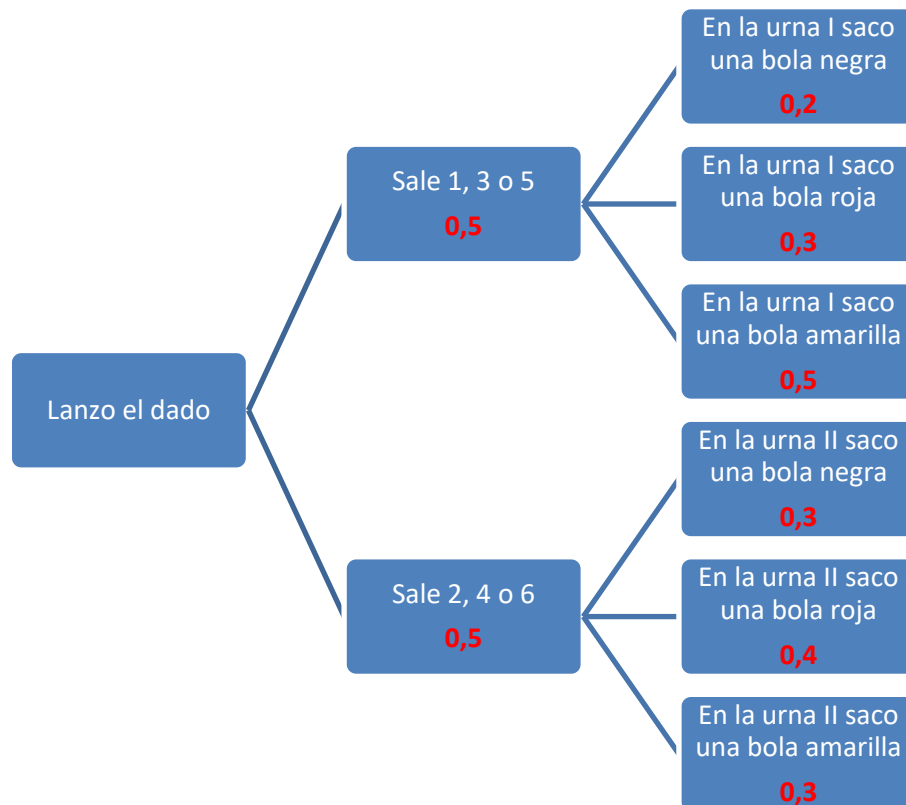 Lanzo el dado
Sale 1, 3 o 5
0,5
En la urna I saco
una bola negra
0,2
En la urna I saco
una bola roja
0,3
En la urna I saco
una bola amarilla
0,5
Sale 2, 4 o 6
0,5
En la urna II saco
una bola negra
0,3
En la urna II saco
una bola roja
0,4
En la urna II saco
una bola amarilla
0,3